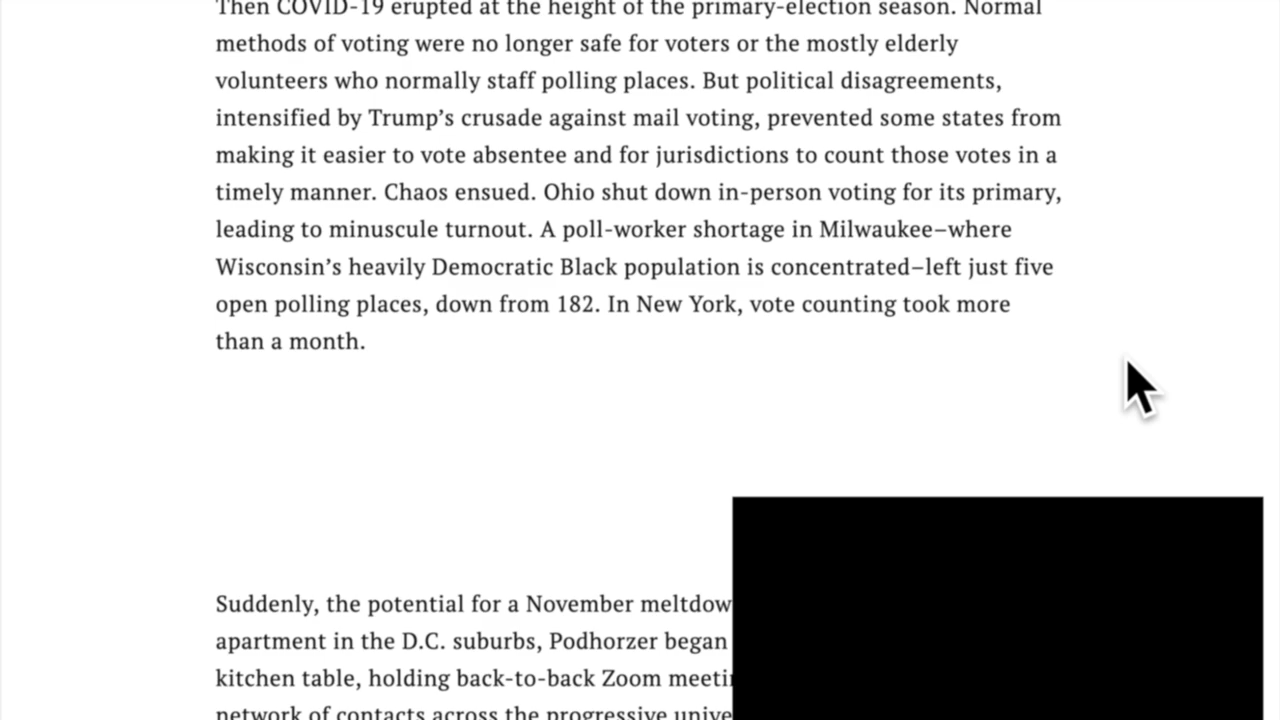 Then COVID-19 erupted at the height of the primary-election season. Normal
methods of voting were no longer safe for voters or the mostly elderly
volunteers who normally staff polling places. But political disagreements,
intensified by Trump’s crusade against mail voting, prevented some states from
making it easier to vote absentee and for jurisdictions to count those votes in a
timely manner. Chaos ensued. Ohio shut down in-person voting for its primary,
leading to minuscule turnout. A poll-worker shortage in Milwaukee–where
Wisconsin’s heavily Democratic Black population is concentrated–left just five
open polling places, down from 182. In New York, vote counting took more
than a month.
Suddenly, the potential for a November
apartment in the D.C. suburbs, Podhorzer began
kitchen table, holding back-to-back Zoom
network of contacts across the progressive